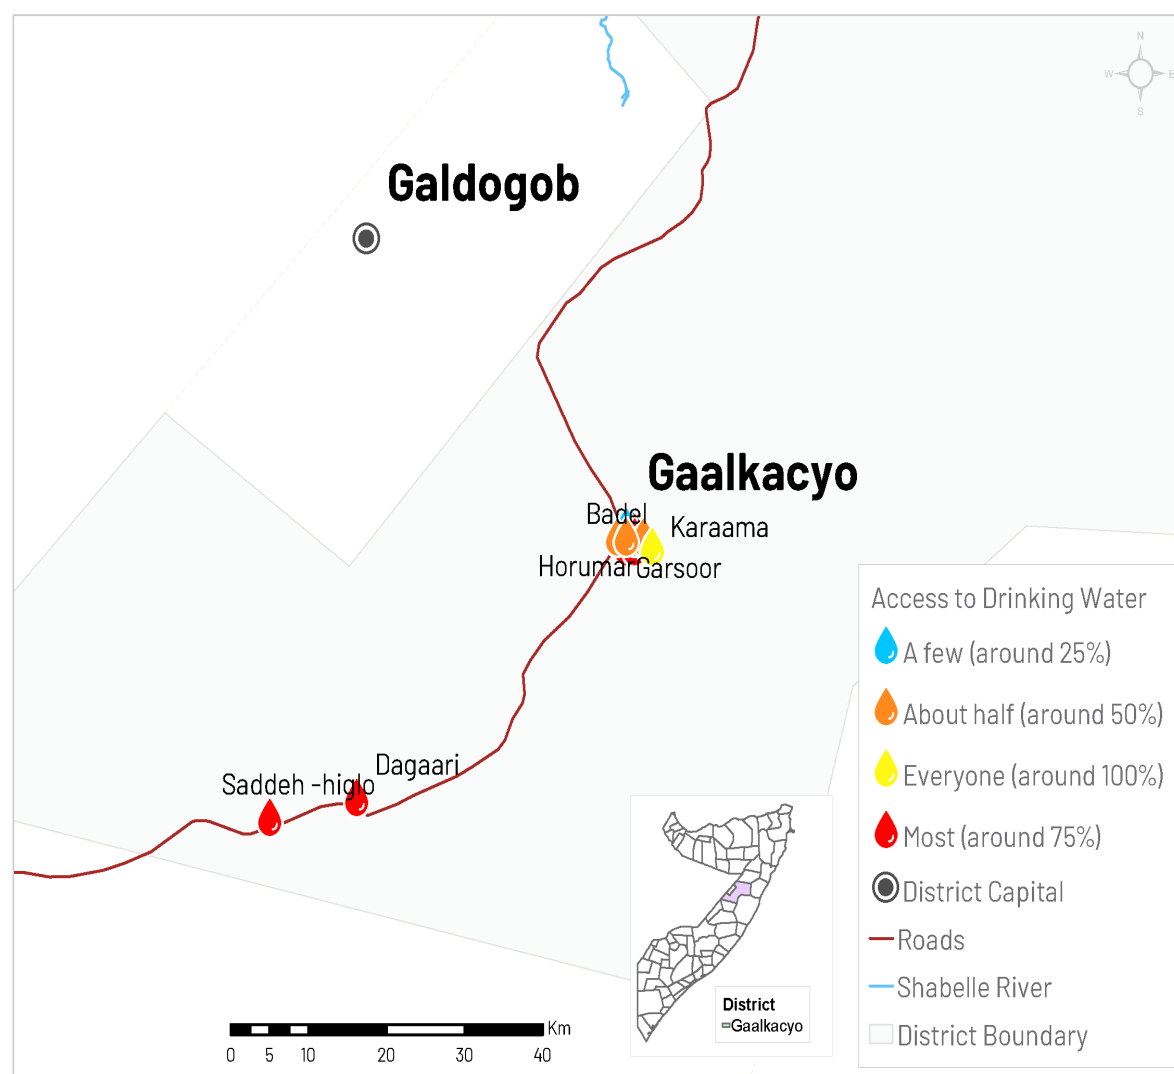 N
W
E
S
Galdogob
Gaalkacyo
Badel
Karaama
Horumar
Garsoor
Dagaari
Saddeh -higlo
Access to Drinking Water
A few (around 25%)
About half (around 50%)
Everyone (around 100%)
Most (around 75%)
District Capital
Roads
Shabelle River
District Boundary
District
Gaalkacyo
Km
0 5 10 20 30 40